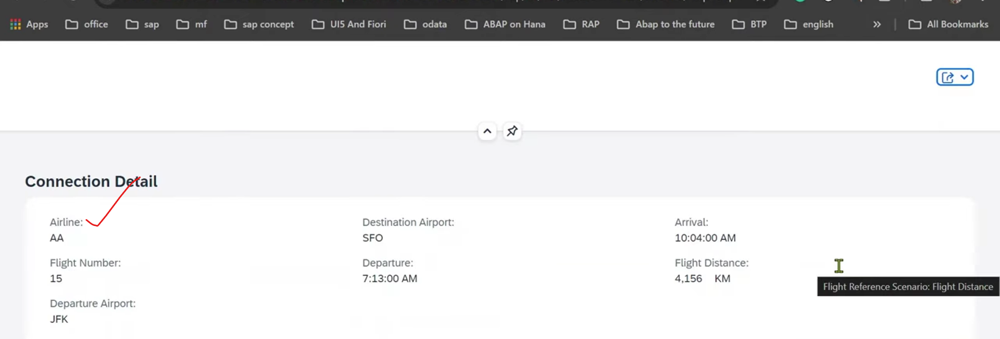 Apps office sap mf sap concept UI5 And Fiori odata ABAP on Hana RAP Abap to the future BTP english » All Bookmarks
Connection Detail
Airline:
AA
Flight Number:
15
Departure Airport:
JFK
Destination Airport:
SFO
Departure:
7:13:00 AM
Arrival:
10:04:00 AM
Flight Distance:
4,156 KM
Flight Reference Scenario: Flight Distance